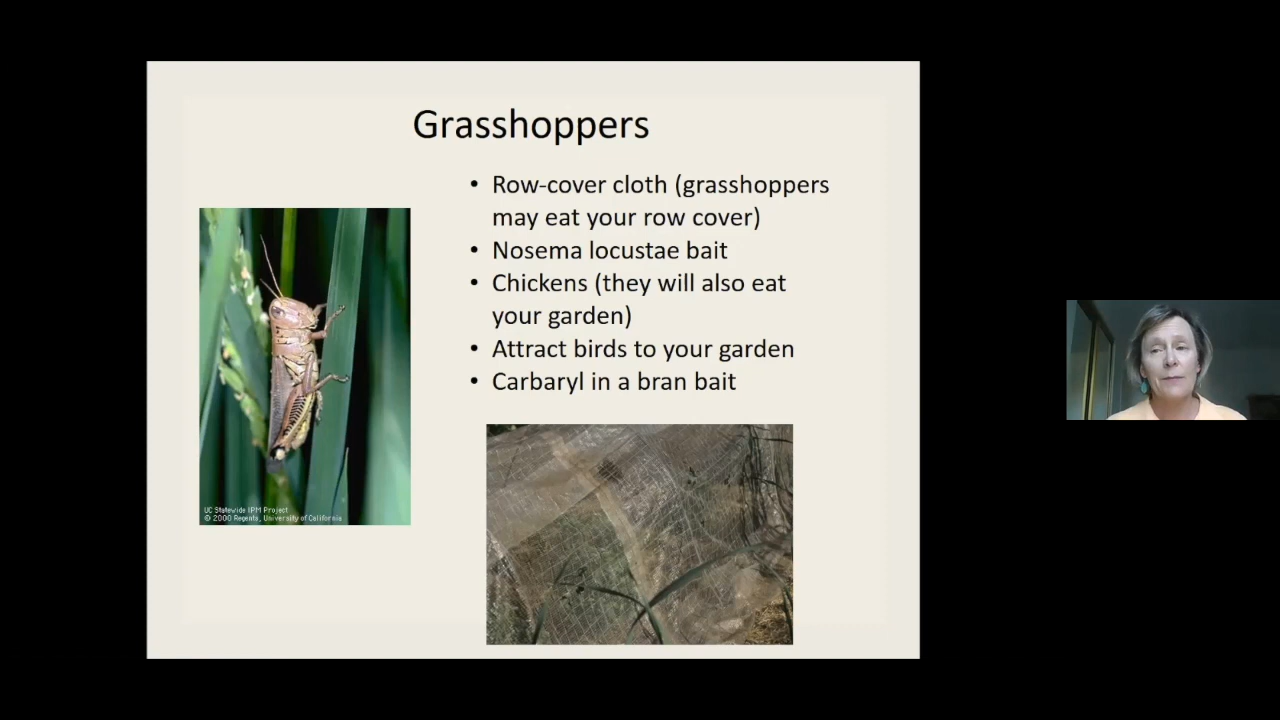 Grasshoppers
• Row-cover cloth (grasshoppers
may eat your row cover)
• Nosema locustae bait
• Chickens (they will also eat
your garden)
• Attract birds to your garden
• Carbaryl in a bran bait
UC Statewide IPM Project
© 2000 Regents, University of California